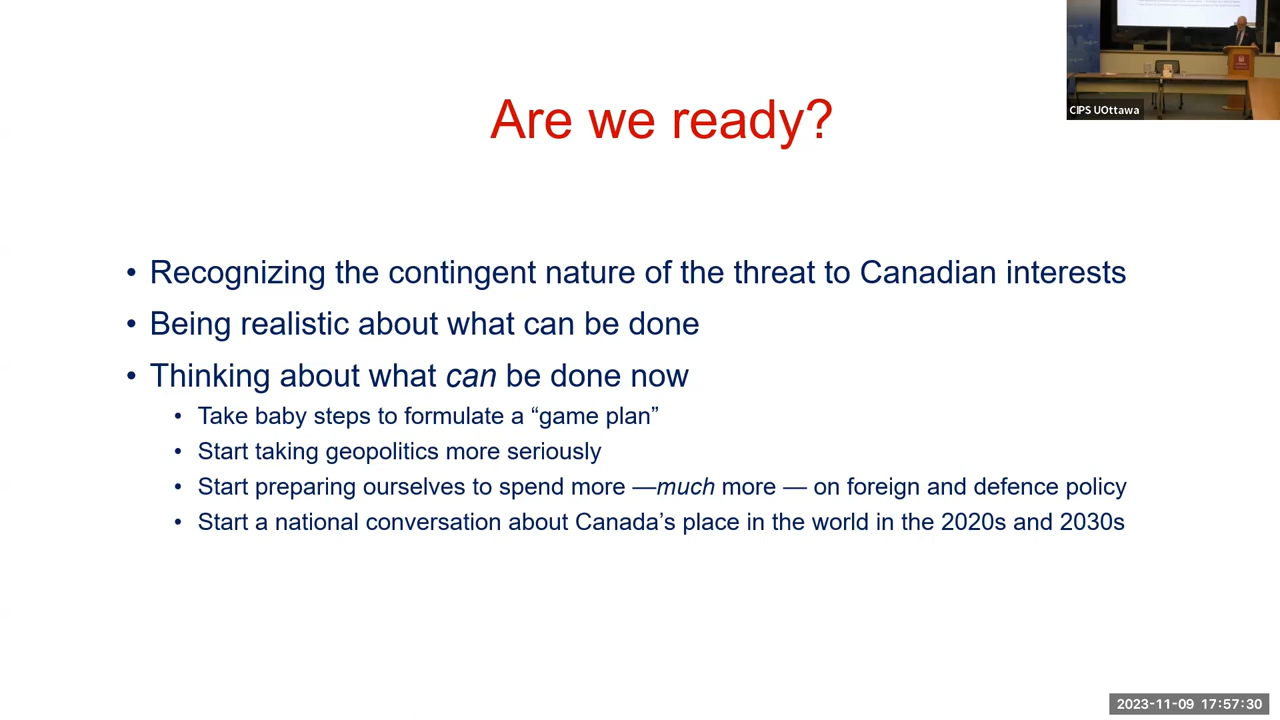 CIPS UOttawa
Are we ready?
• Recognizing the contingent nature of the threat to Canadian interests
• Being realistic about what can be done
• Thinking about what can be done now
• Take baby steps to formulate a “game plan”
• Start taking geopolitics more seriously
• Start preparing ourselves to spend more —much more — on foreign and defence policy
• Start a national conversation about Canada’s place in the world in the 2020s and 2030s
2023-11-09 17:57:30